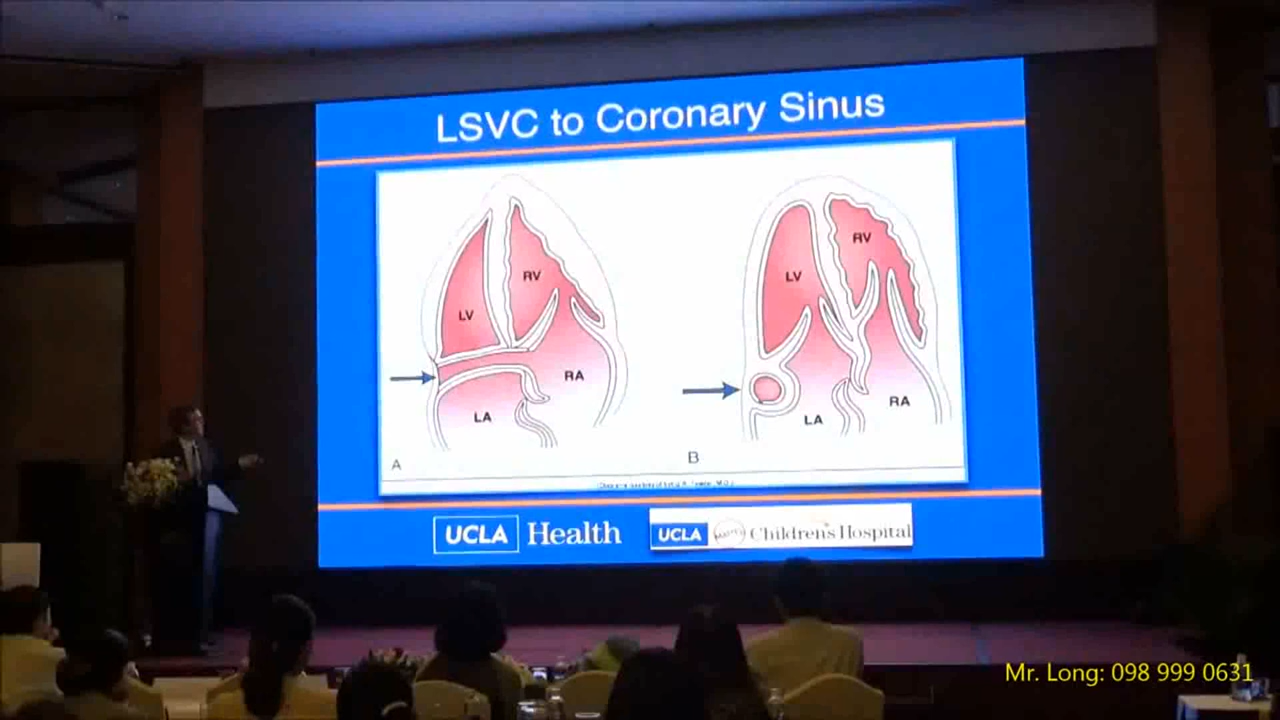 LSVC to Coronary Sinus
LV
RV
RA
LA
A
LV
RV
RA
LA
B
UCLA Health
UCLA Children's Hospital
Mr. Long: 098 999 0631